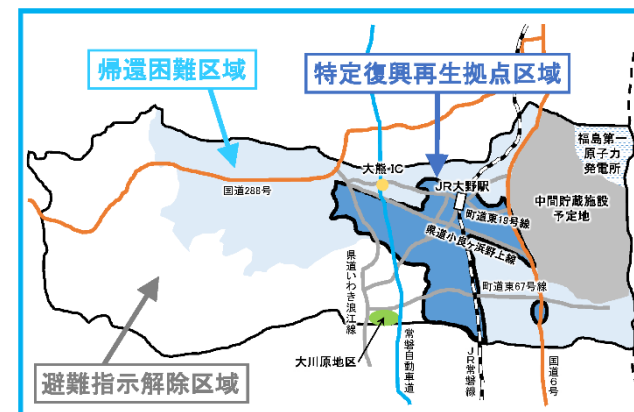 帰還困難区域
特定復興再生拠点区域
福島第一
原子力
発電所
大熊・IC
JR大野駅
国道288号
中間貯蔵施設
予定地
町道東18号線
県道小良ヶ浜野上線
県道いわき浪江線
町道東67号線
大川原地区
常磐自動車道
JR常磐線
国道6号
避難指示解除区域